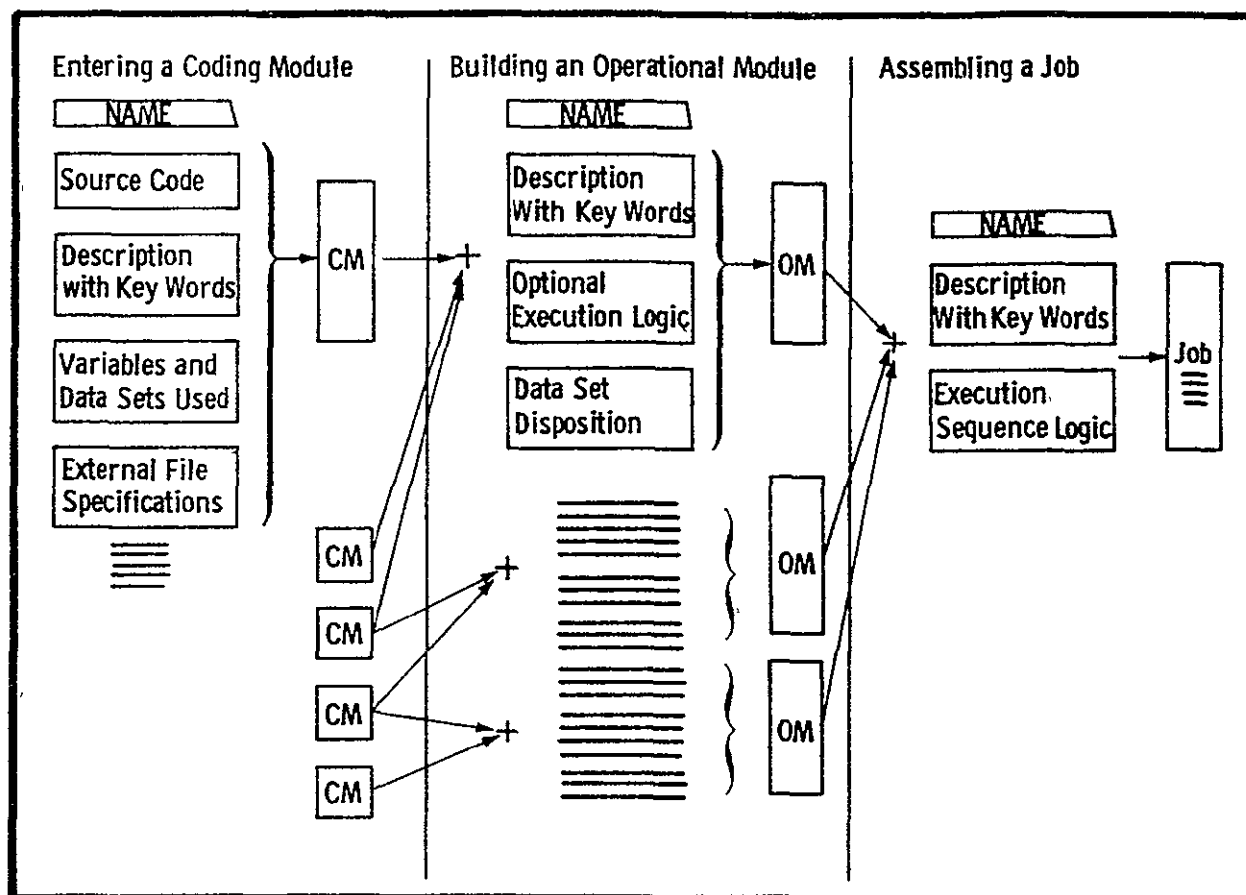 Entering a Coding Module
NAME
Source Code
Description
with Key Words
Variables and
Data Sets Used
External File
Specifications
CM
CM
CM
CM
CM
Building an Operational Module
NAME
Description
With Key Words
Optional
Execution Logic
Data Set
Disposition
OM
OM
OM
Assembling a Job
NAME
Description
With Key Words
Execution
Sequence Logic
Job